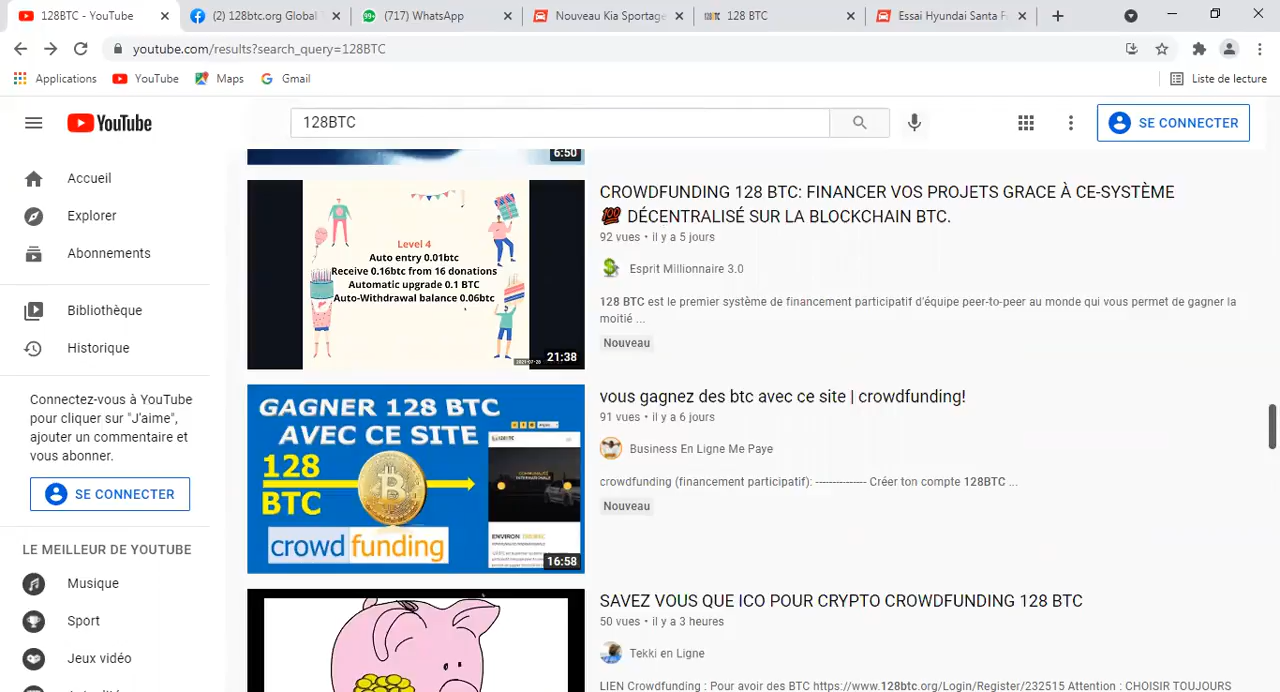 128BTC - YouTube
(2) 128btc.org Global
(717) WhatsApp
Nouveau Kia Sportage
128 BTC
Essai Hyundai Santa F
youtube.com/results?search_query=128BTC
Applications
YouTube
Maps
Gmail
Liste de lecture
YouTube
128BTC
SE CONNECTER
Accueil
Explorer
Abonnements
Bibliothèque
Historique
Connectez-vous à YouTube
pour cliquer sur "J'aime",
ajouter un commentaire et
vous abonner.
SE CONNECTER
LE MEILLEUR DE YOUTUBE
Musique
Sport
Jeux vidéo
6:50
Level 4
Auto entry 0.01btc
Receive 0.16btc from 16 donations
Automatic upgrade 0.1 BTC
Auto-Withdrawal balance 0.06btc
21:38
CROWDFUNDING 128 BTC: FINANCER VOS PROJETS GRACE À CE-SYSTÈME
💯 DÉCENTRALISÉ SUR LA BLOCKCHAIN BTC.
92 vues • il y a 5 jours
Esprit Millionnaire 3.0
128 BTC est le premier système de financement participatif d'équipe peer-to-peer au monde qui vous permet de gagner la
moitié ...
Nouveau
GAGNER 128 BTC
AVEC CE SITE
128
BTC
crowdfunding
16:58
vous gagnez des btc avec ce site | crowdfunding!
91 vues • il y a 6 jours
Business En Ligne Me Paye
crowdfunding (financement participatif): --------------- Créer ton compte 128BTC ...
Nouveau
SAVEZ VOUS QUE ICO POUR CRYPTO CROWDFUNDING 128 BTC
50 vues • il y a 3 heures
Tekki en Ligne
LIEN Crowdfunding : Pour avoir des BTC https://www.128btc.org/Login/Register/232515 Attention : CHOISIR TOUJOURS